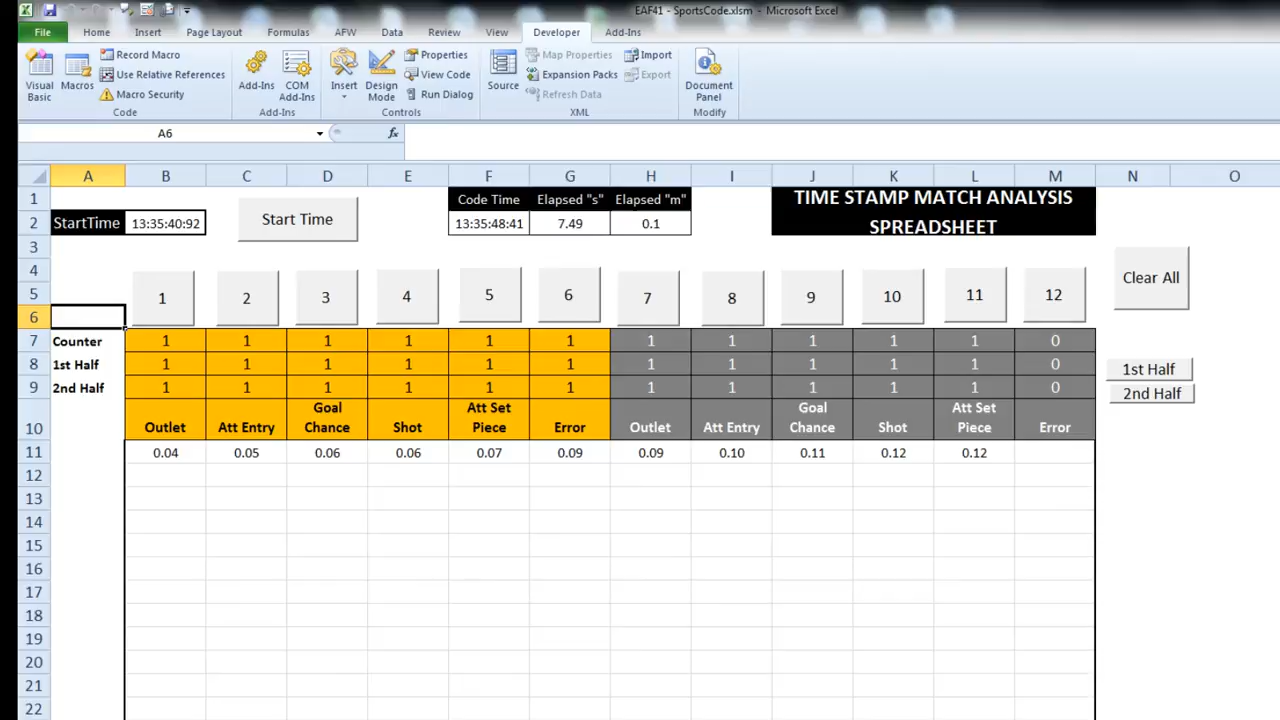 EAF41 - SportsCode.xlsm - Microsoft Excel
File Home Insert Page Layout Formulas AFW Data Review View Developer Add-Ins
Visual Basic
Macros
Record Macro
Use Relative References
Macro Security
Code
Add-Ins
COM Add-Ins
Add-Ins
Insert
Design Mode
Properties
View Code
Run Dialog
Controls
Source
Map Properties
Expansion Packs
Refresh Data
Import
Export
XML
Document Panel
Modify
A6 fx
A B C D E F G H I J K L M N O
1 Code Time Elapsed "s" Elapsed "m" TIME STAMP MATCH ANALYSIS
2 StartTime 13:35:40:92 Start Time 13:35:48:41 7.49 0.1 SPREADSHEET
3
4
5 1 2 3 4 5 6 7 8 9 10 11 12 Clear All
6
7 Counter 1 1 1 1 1 1 1 1 1 1 1 0
8 1st Half 1 1 1 1 1 1 1 1 1 1 1 0 1st Half
9 2nd Half 1 1 1 1 1 1 1 1 1 1 1 0 2nd Half
10 Outlet Att Entry Goal Chance Shot Att Set Piece Error Outlet Att Entry Goal Chance Shot Att Set Piece Error
11 0.04 0.05 0.06 0.06 0.07 0.09 0.09 0.10 0.11 0.12 0.12
12
13
14
15
16
17
18
19
20
21
22